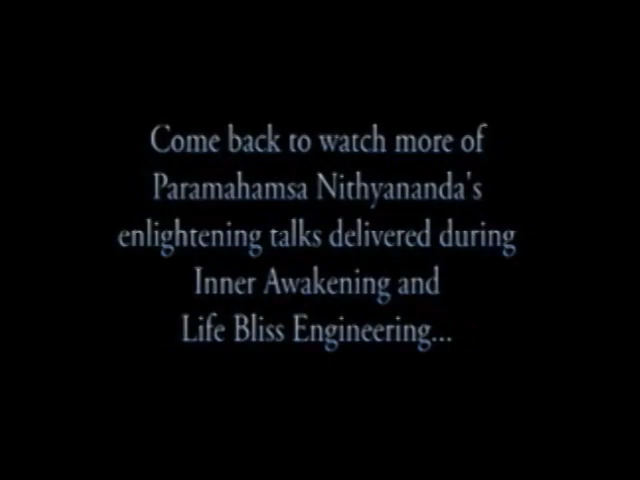 Come back to watch more of
Paramahamsa Nithyananda's
enlightening talks delivered during
Inner Awakening and
Life Bliss Engineering...